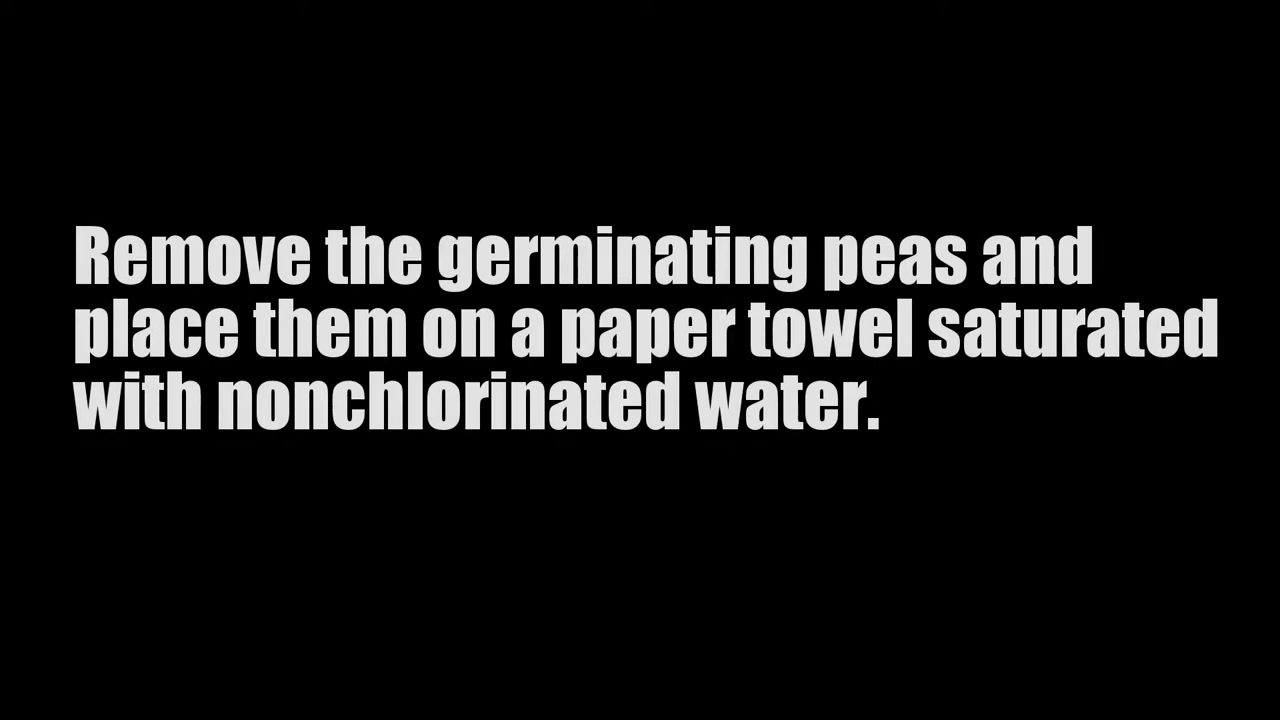 Remove the germinating peas and
place them on a paper towel saturated
with nonchlorinated water.